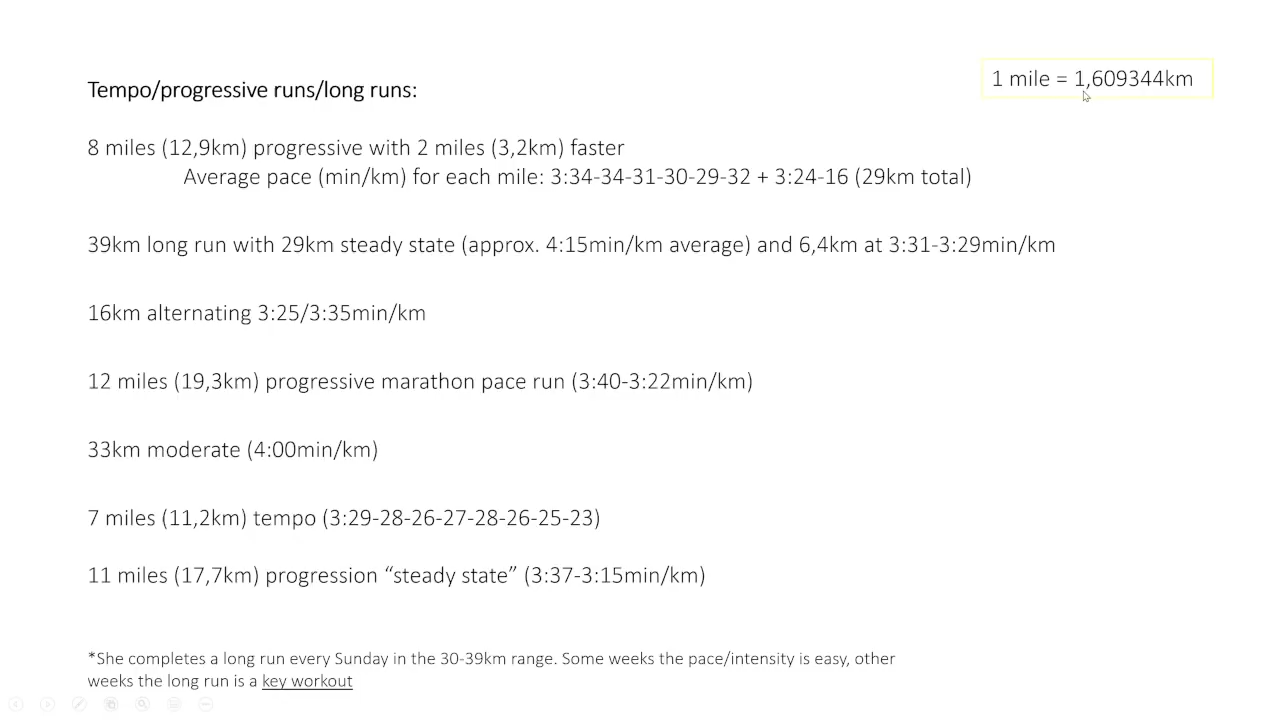 1 mile = 1,609344km
Tempo/progressive runs/long runs:
8 miles (12,9km) progressive with 2 miles (3,2km) faster
Average pace (min/km) for each mile: 3:34-34-31-30-29-32 + 3:24-16 (29km total)
39km long run with 29km steady state (approx. 4:15min/km average) and 6,4km at 3:31-3:29min/km
16km alternating 3:25/3:35min/km
12 miles (19,3km) progressive marathon pace run (3:40-3:22min/km)
33km moderate (4:00min/km)
7 miles (11,2km) tempo (3:29-28-26-27-28-26-25-23)
11 miles (17,7km) progression “steady state” (3:37-3:15min/km)
*She completes a long run every Sunday in the 30-39km range. Some weeks the pace/intensity is easy, other
weeks the long run is a key workout